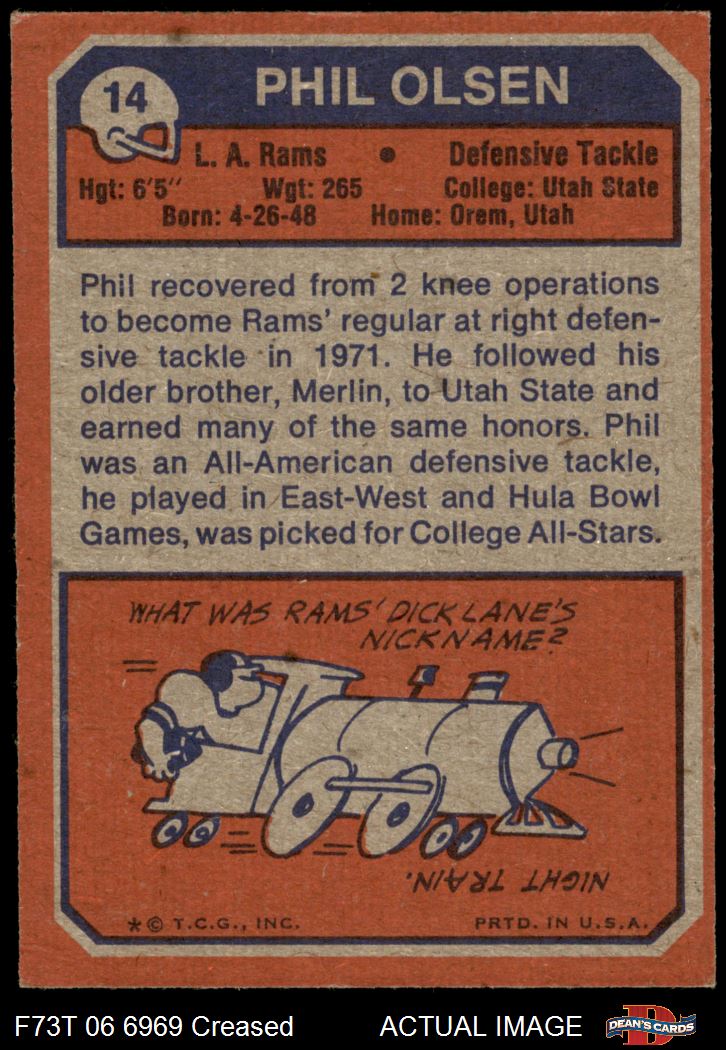 14
PHIL OLSEN
L. A. Rams • Defensive Tackle
Hgt: 6'5" Wgt: 265 College: Utah State
Born: 4-26-48 Home: Orem, Utah
Phil recovered from 2 knee operations
to become Rams' regular at right defen-
sive tackle in 1971. He followed his
older brother, Merlin, to Utah State and
earned many of the same honors. Phil
was an All-American defensive tackle,
he played in East-West and Hula Bowl
Games, was picked for College All-Stars.
WHAT WAS RAMS' DICK LANE'S
NICKNAME?
NIGHT TRAIN.
* © T.C.G., INC. PRTD. IN U.S.A.
F73T 06 6969 Creased ACTUAL IMAGE
D
DEAN'S CARDS